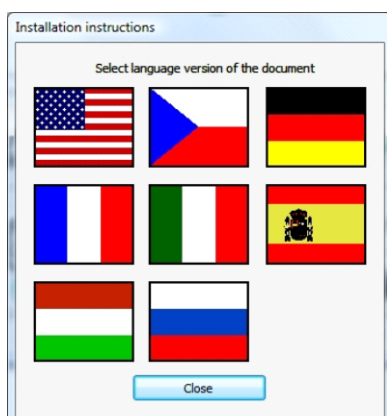 Installation instructions
Select language version of the document
Close